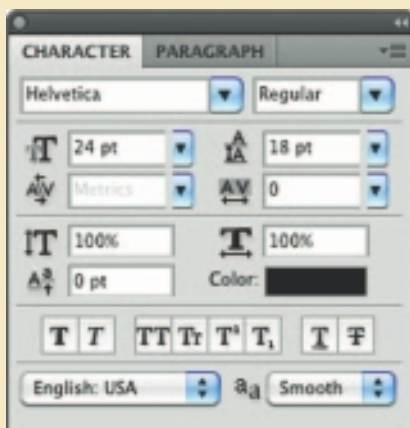 CHARACTER PARAGRAPH
Helvetica Regular
24 pt 18 pt
Metrics 0
100% 100%
0 pt Color:
T T TT Tr T¹ T₁ T T
English: USA aa Smooth